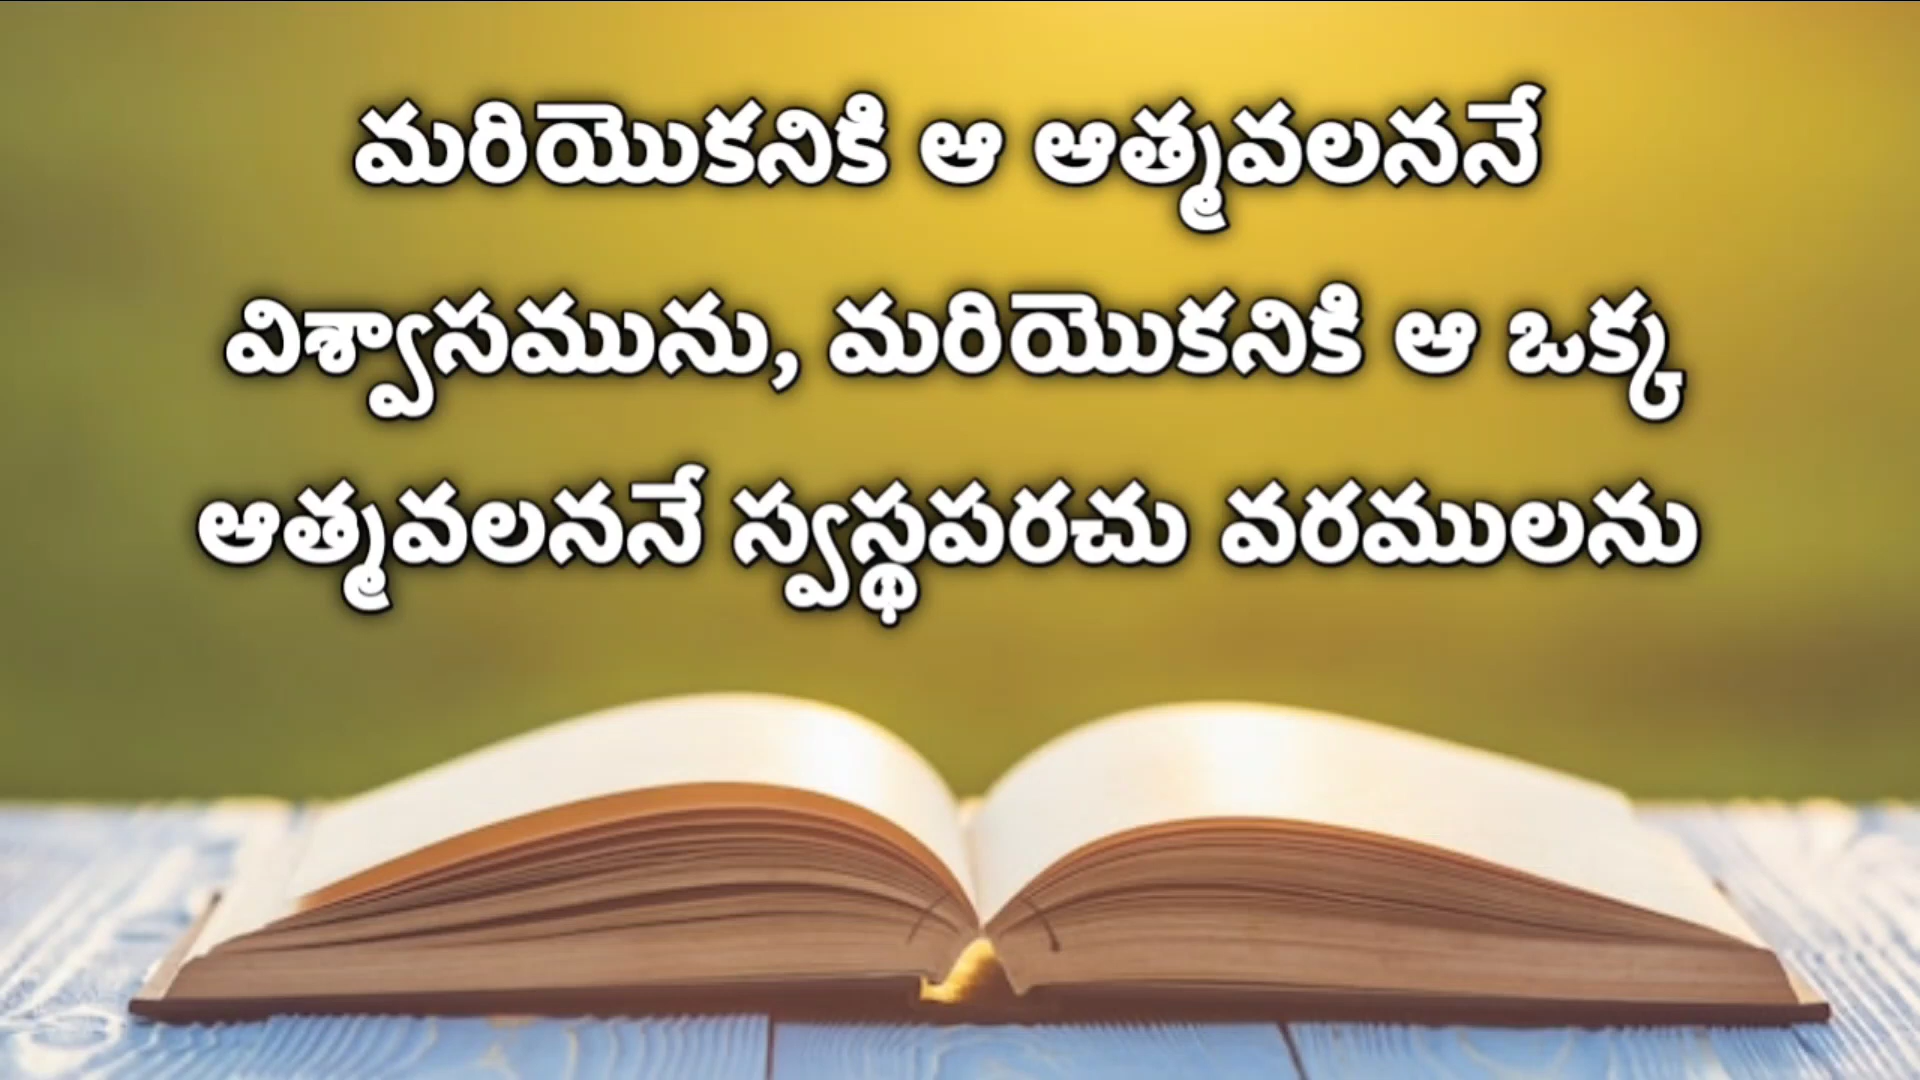 మరియొకనికి ఆ ఆత్మవలననే
విశ్వాసమును, మరియొకనికి ఆ ఒక్క
ఆత్మవలననే స్వస్థపరచు వరములను